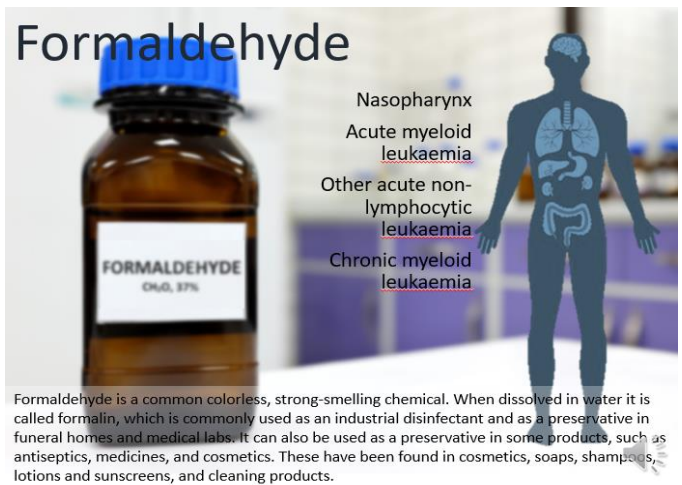 Formaldehyde
Nasopharynx
Acute myeloid
leukaemia
Other acute non-
lymphocytic
leukaemia
Chronic myeloid
leukaemia
FORMALDEHYDE
CH₂O, 37%
Formaldehyde is a common colorless, strong-smelling chemical. When dissolved in water it is
called formalin, which is commonly used as an industrial disinfectant and as a preservative in
funeral homes and medical labs. It can also be used as a preservative in some products, such as
antiseptics, medicines, and cosmetics. These have been found in cosmetics, soaps, shampoos,
lotions and sunscreens, and cleaning products.